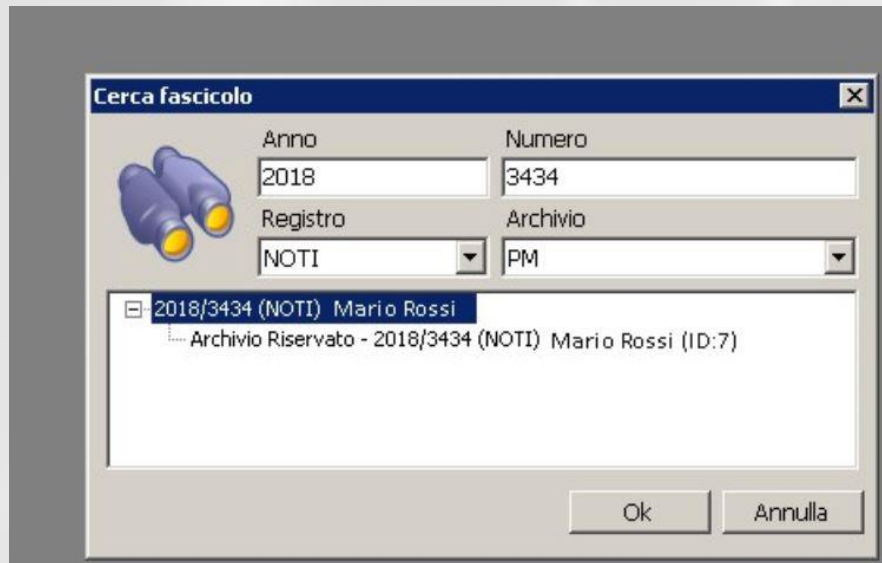 Cerca fascicolo
Anno Numero
2018 3434
Registro Archivio
NOTI PM
2018/3434 (NOTI) Mario Rossi
Archivio Riservato - 2018/3434 (NOTI) Mario Rossi (ID:7)
Ok Annulla